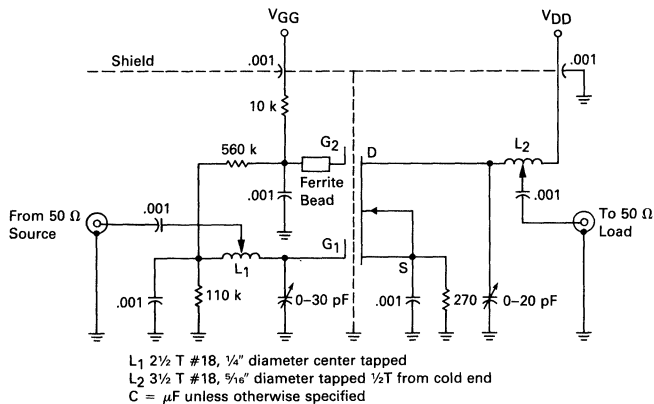 VGG
VDD
.001
.001
Shield
10 k
560 k
G2
D
L2
Ferrite
Bead
.001
.001
From 50 Ω
Source
.001
To 50 Ω
Load
G1
L1
S
.001
110 k
0–30 pF
.001
270
0–20 pF
L1 2½ T #18, ¼″ diameter center tapped
L2 3½ T #18, 5/16″ diameter tapped ½T from cold end
C = μF unless otherwise specified